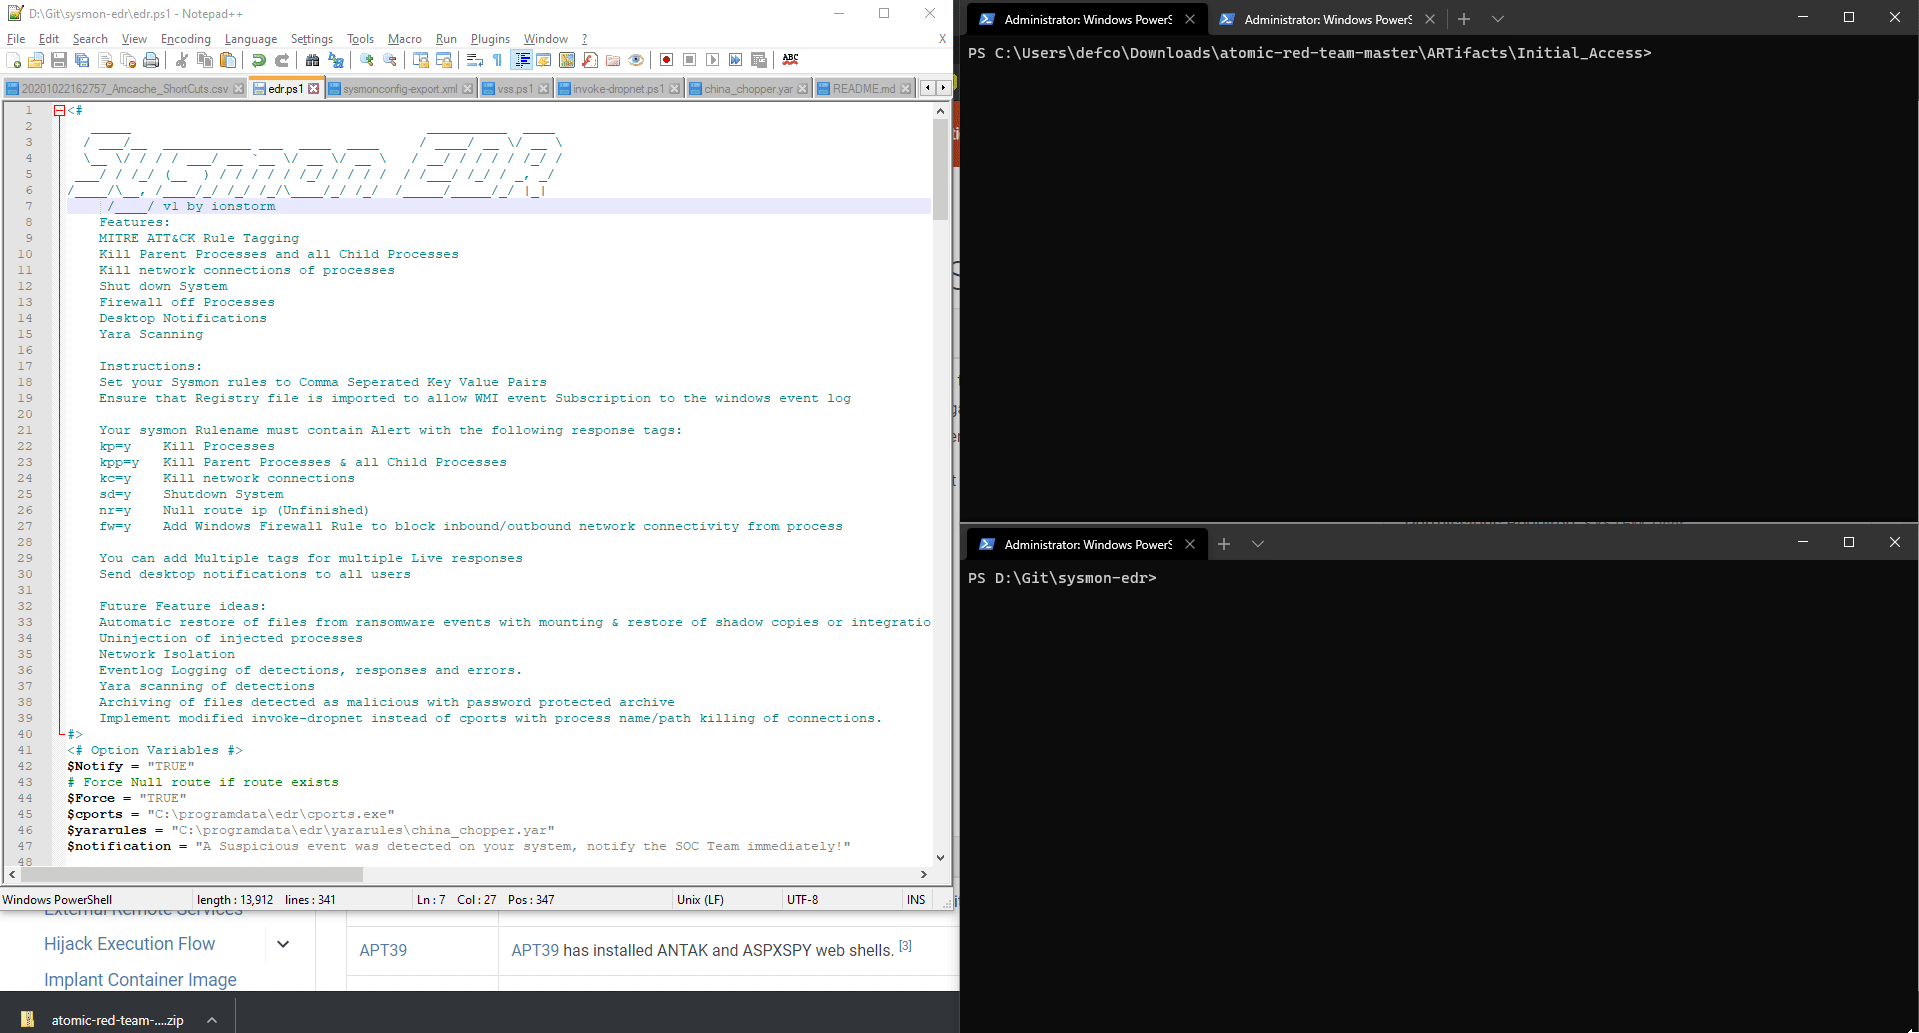 D:\Git\sysmon-edr\edr.ps1 - Notepad++
File Edit Search View Encoding Language Settings Tools Macro Run Plugins Window ? X
20201022162757_Amcache_ShortCuts.csv edr.ps1 sysmonconfig-export.xml vss.ps1 invoke-dropnet.ps1 china_chopper.yar README.md
1 <#
2
3
4
5
6
7 /____/ v1 by ionstorm
8 Features:
9 MITRE ATT&CK Rule Tagging
10 Kill Parent Processes and all Child Processes
11 Kill network connections of processes
12 Shut down System
13 Firewall off Processes
14 Desktop Notifications
15 Yara Scanning
16
17 Instructions:
18 Set your Sysmon rules to Comma Seperated Key Value Pairs
19 Ensure that Registry file is imported to allow WMI event Subscription to the windows event log
20
21 Your sysmon Rulename must contain Alert with the following response tags:
22 kp=y Kill Processes
23 kpp=y Kill Parent Processes & all Child Processes
24 kc=y Kill network connections
25 sd=y Shutdown System
26 nr=y Null route ip (Unfinished)
27 fw=y Add Windows Firewall Rule to block inbound/outbound network connectivity from process
28
29 You can add Multiple tags for multiple Live responses
30 Send desktop notifications to all users
31
32 Future Feature ideas:
33 Automatic restore of files from ransomware events with mounting & restore of shadow copies or integratio
34 Uninjection of injected processes
35 Network Isolation
36 Eventlog Logging of detections, responses and errors.
37 Yara scanning of detections
38 Archiving of files detected as malicious with password protected archive
39 Implement modified invoke-dropnet instead of cports with process name/path killing of connections.
40 #>
41 <# Option Variables #>
42 $Notify = "TRUE"
43 # Force Null route if route exists
44 $Force = "TRUE"
45 $cports = "C:\programdata\edr\cports.exe"
46 $yararules = "C:\programdata\edr\yararules\china_chopper.yar"
47 $notification = "A Suspicious event was detected on your system, notify the SOC Team immediately!"
48
Windows PowerShell length : 13,912 lines : 341 Ln : 7 Col : 27 Pos : 347 Unix (LF) UTF-8 INS
External Remote Services
Hijack Execution Flow
Implant Container Image
APT39
APT39 has installed ANTAK and ASPXSPY web shells. [3]
atomic-red-team-....zip
Administrator: Windows PowerS Administrator: Windows PowerS
PS C:\Users\defco\Downloads\atomic-red-team-master\ARTifacts\Initial_Access>
Administrator: Windows PowerS
PS D:\Git\sysmon-edr>